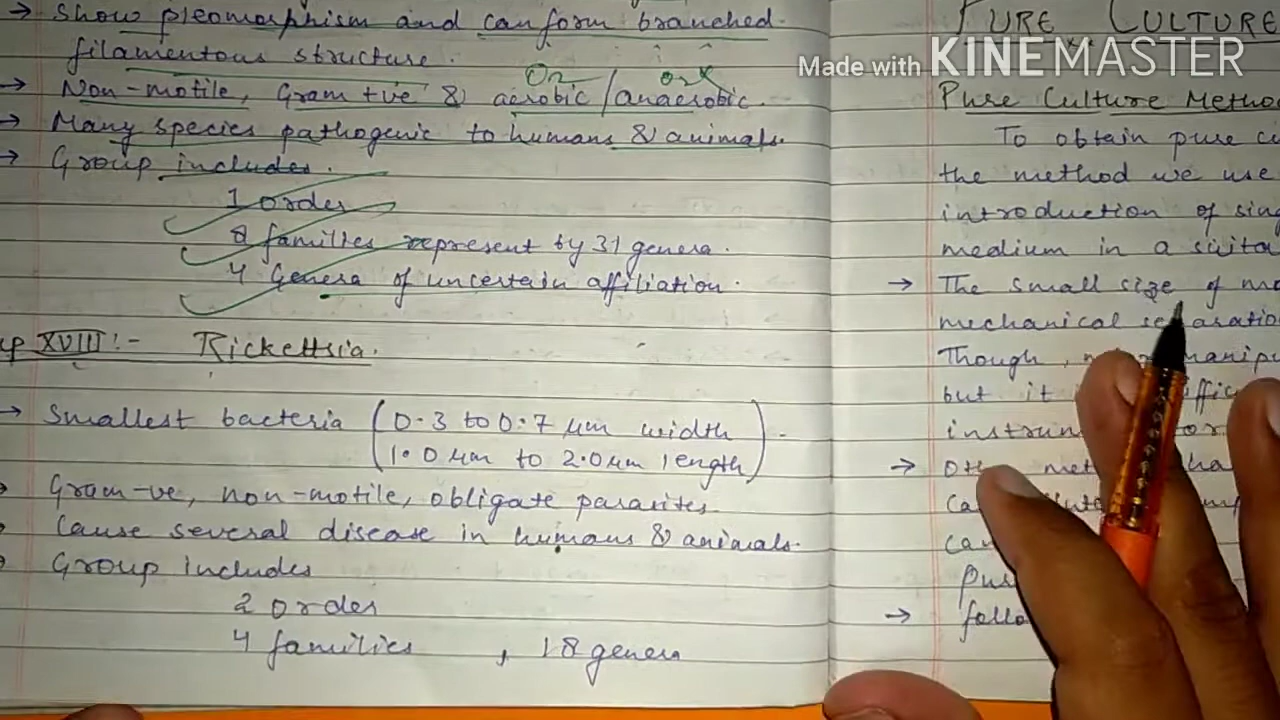 → Show pleomorphism and can form branched
filamentous structure.
Or or
→ Non-motile, Gram +ve & aerobic/anaerobic.
→ Many species pathogenic to humans & animals.
→ Group includes.
1 order
8 families represent by 31 genera.
4 Genera of uncertain affiliation.
XVIII:- Rickettsia.
→ Smallest bacteria (0.3 to 0.7 μm width
1.0 μm to 2.0 μm length)
Gram-ve, non-motile, obligate parasites
Cause several disease in humans & animals.
Group includes
2 order
4 families, 18 genera
PURE CULTURE
Made with KINEMASTER
Pure Culture Metho
To obtain pure
the method we use
introduction of
medium in a
→ The small size of
mechanical
Though,
but it
→
→